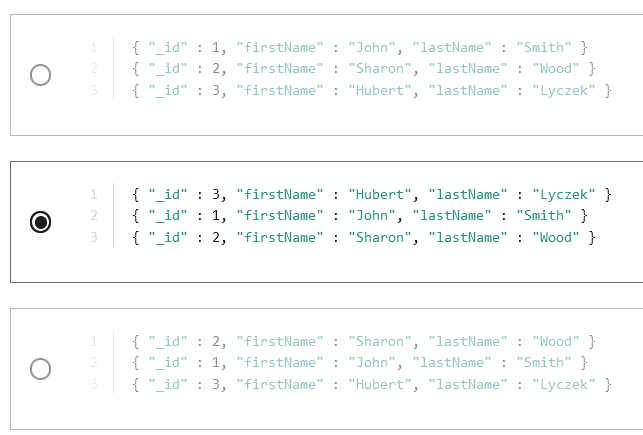 1 { "_id" : 1, "firstName" : "John", "lastName" : "Smith" }
2 { "_id" : 2, "firstName" : "Sharon", "lastName" : "Wood" }
3 { "_id" : 3, "firstName" : "Hubert", "lastName" : "Lyczek" }
1 { "_id" : 3, "firstName" : "Hubert", "lastName" : "Lyczek" }
2 { "_id" : 1, "firstName" : "John", "lastName" : "Smith" }
3 { "_id" : 2, "firstName" : "Sharon", "lastName" : "Wood" }
1 { "_id" : 2, "firstName" : "Sharon", "lastName" : "Wood" }
2 { "_id" : 1, "firstName" : "John", "lastName" : "Smith" }
3 { "_id" : 3, "firstName" : "Hubert", "lastName" : "Lyczek" }